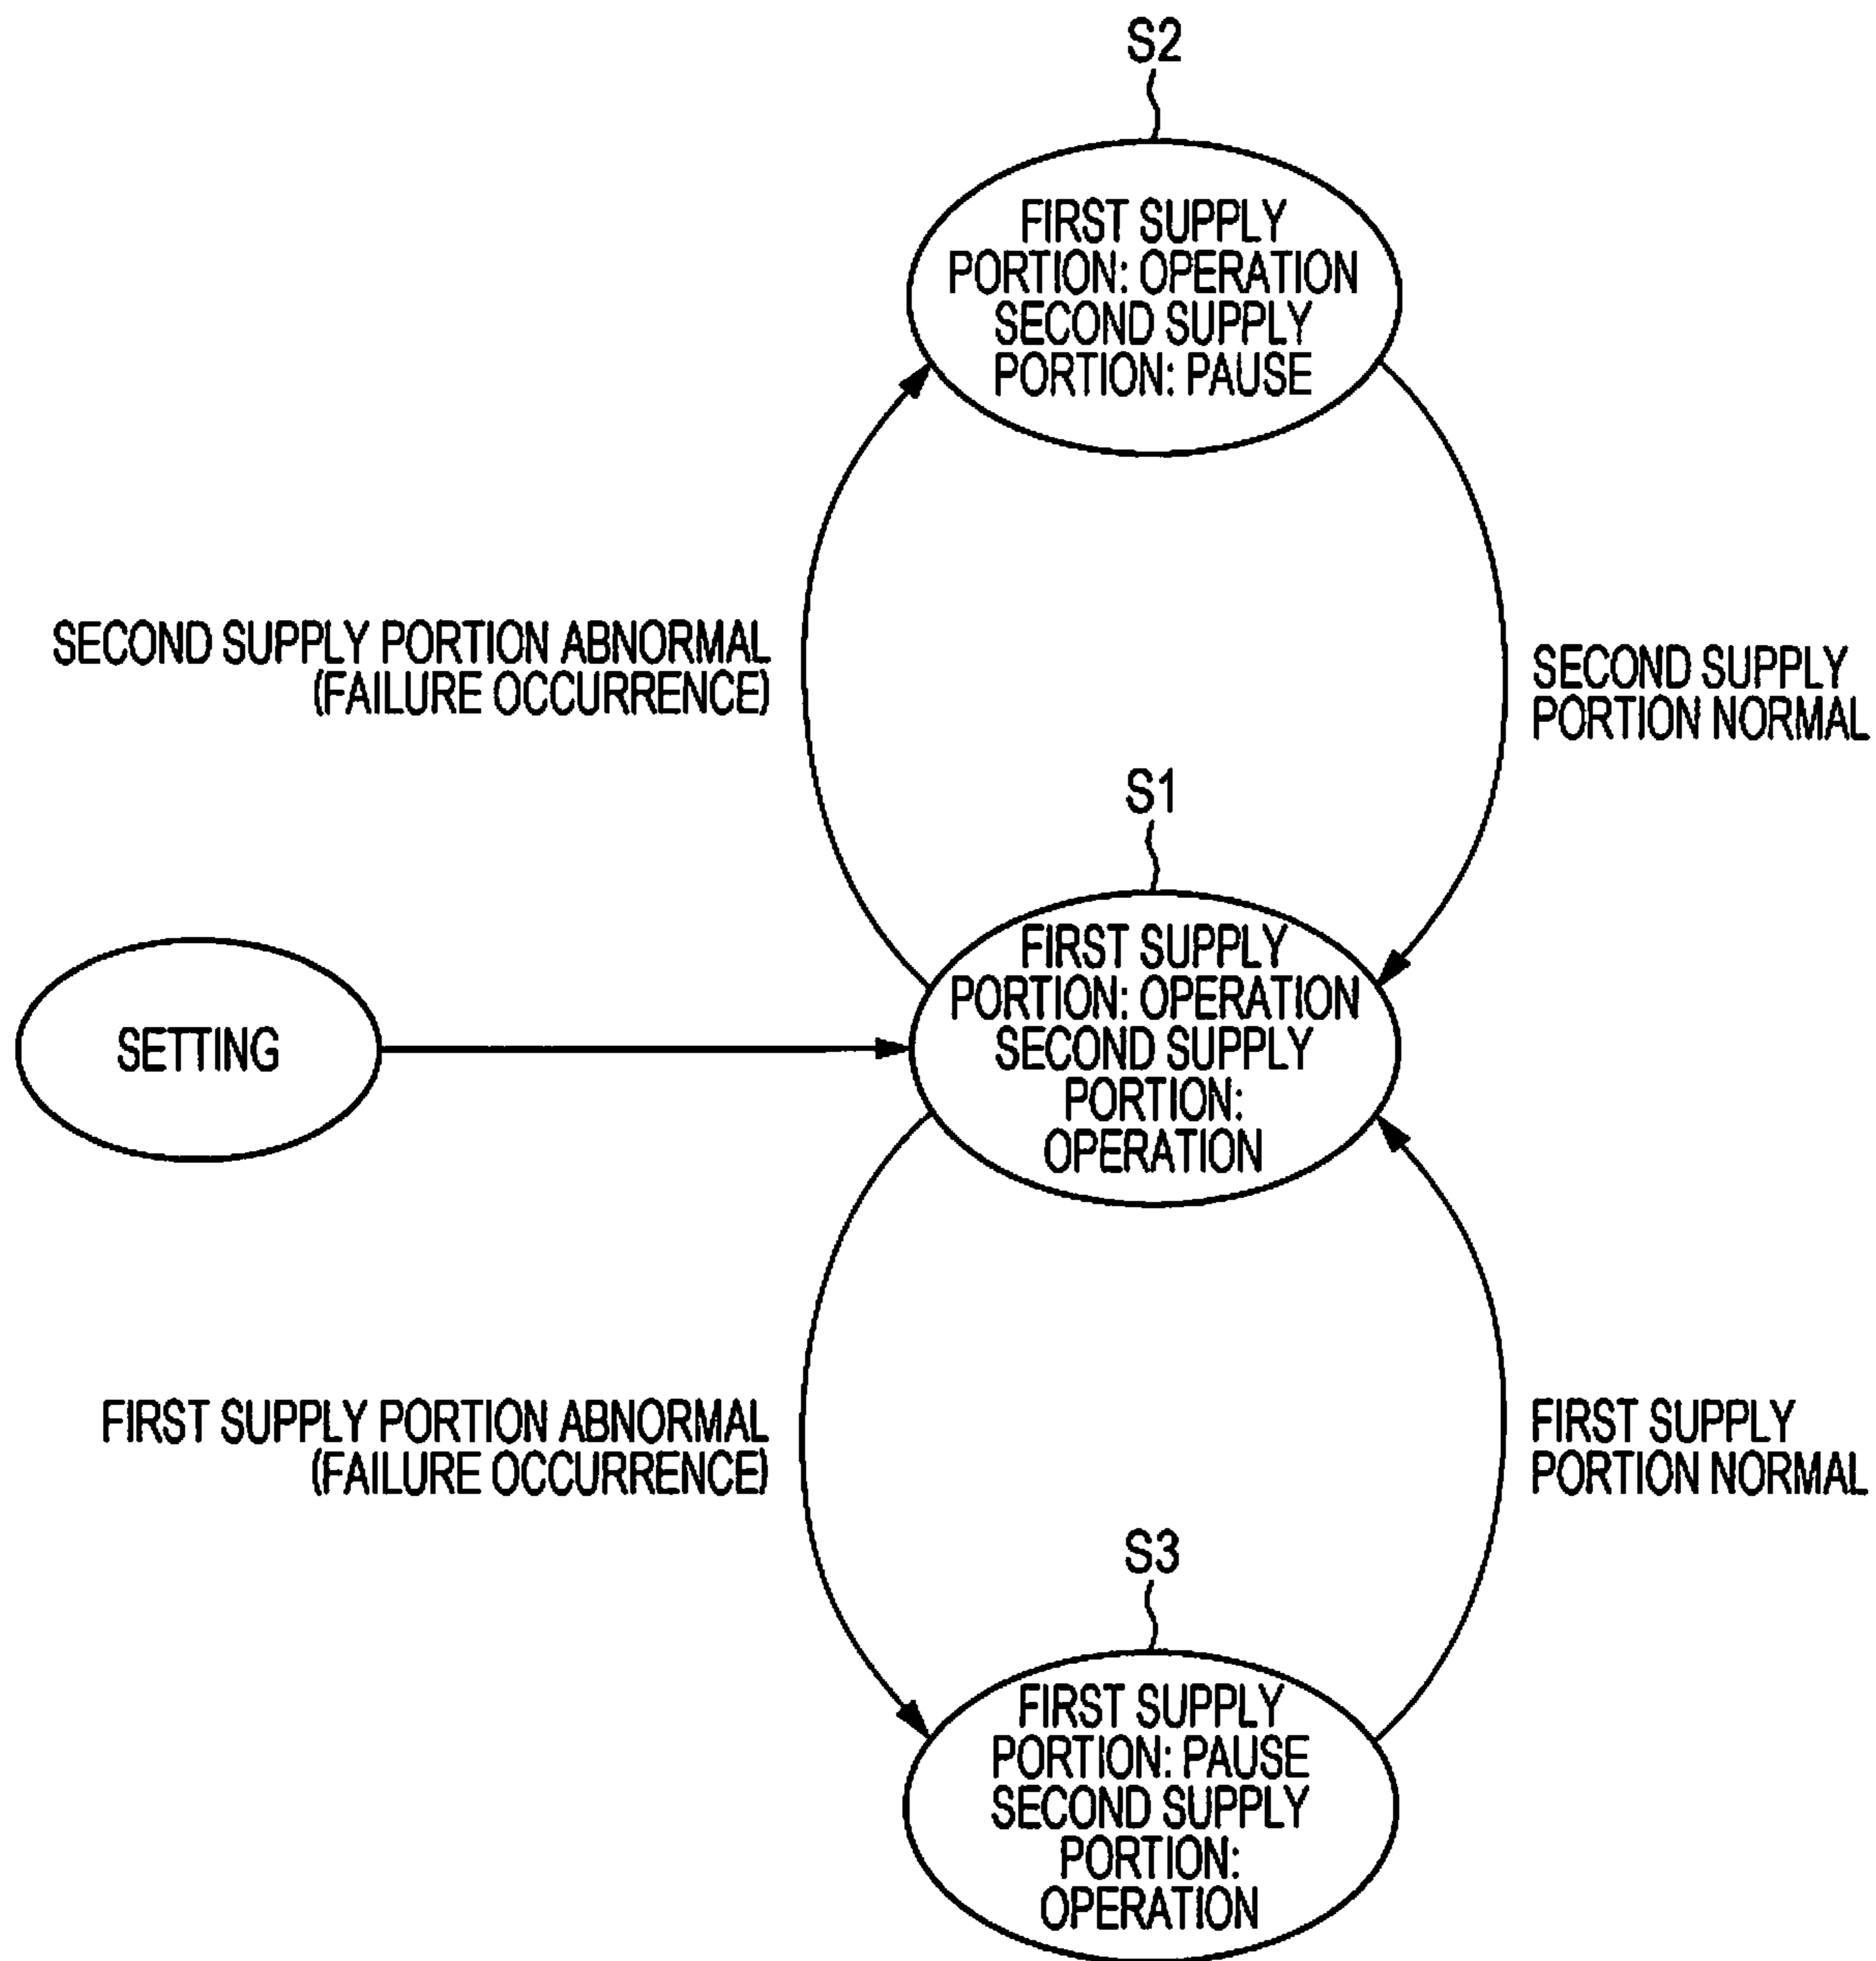 S2
FIRST SUPPLY
PORTION: OPERATION
SECOND SUPPLY
PORTION: PAUSE
SECOND SUPPLY PORTION ABNORMAL
(FAILURE OCCURRENCE)
SECOND SUPPLY
PORTION NORMAL
S1
FIRST SUPPLY
PORTION: OPERATION
SECOND SUPPLY
PORTION:
OPERATION
SETTING
FIRST SUPPLY PORTION ABNORMAL
(FAILURE OCCURRENCE)
FIRST SUPPLY
PORTION NORMAL
S3
FIRST SUPPLY
PORTION: PAUSE
SECOND SUPPLY
PORTION:
OPERATION